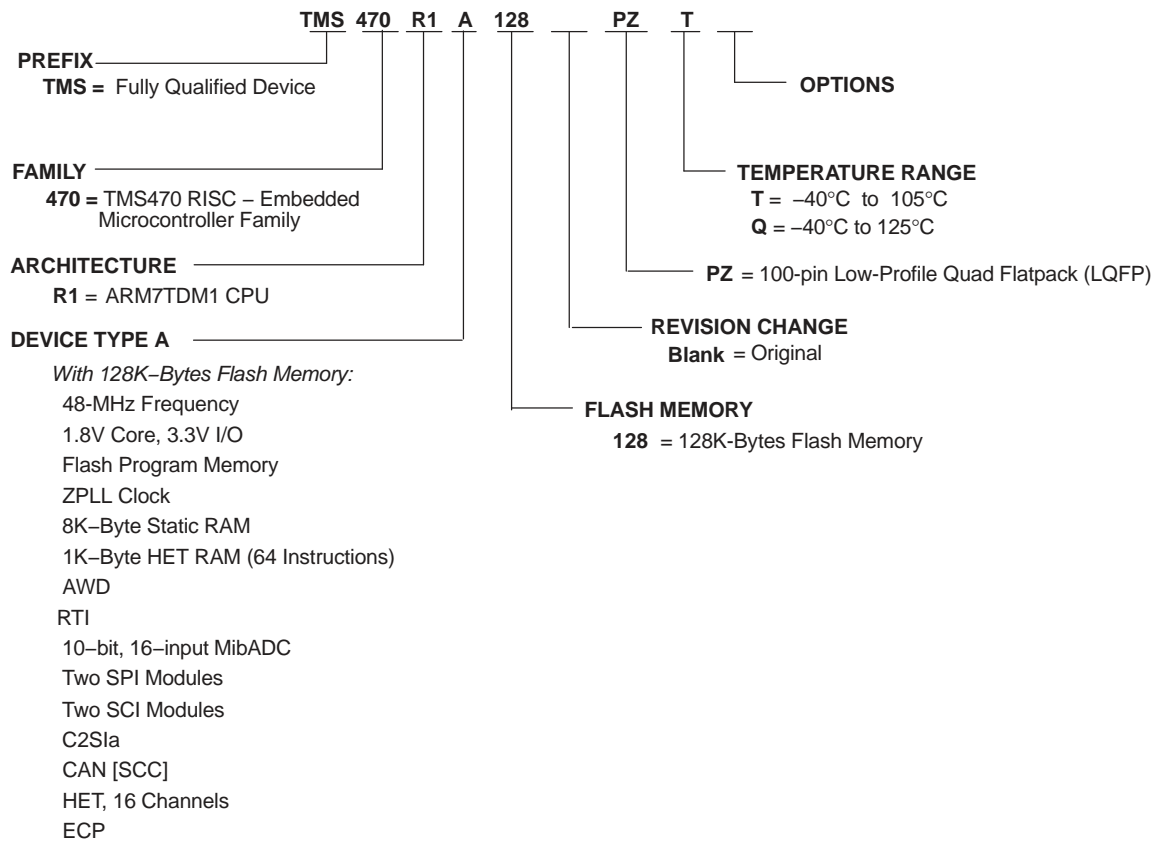 TMS 470 R1 A 128 PZ T
PREFIX
TMS = Fully Qualified Device
OPTIONS
FAMILY
470 = TMS470 RISC − Embedded
Microcontroller Family
TEMPERATURE RANGE
T = −40°C to 105°C
Q = −40°C to 125°C
ARCHITECTURE
R1 = ARM7TDM1 CPU
PZ = 100-pin Low-Profile Quad Flatpack (LQFP)
REVISION CHANGE
Blank = Original
DEVICE TYPE A
With 128K−Bytes Flash Memory:
48-MHz Frequency
1.8V Core, 3.3V I/O
Flash Program Memory
ZPLL Clock
8K−Byte Static RAM
1K−Byte HET RAM (64 Instructions)
AWD
RTI
10−bit, 16−input MibADC
Two SPI Modules
Two SCI Modules
C2SIa
CAN [SCC]
HET, 16 Channels
ECP
FLASH MEMORY
128 = 128K-Bytes Flash Memory